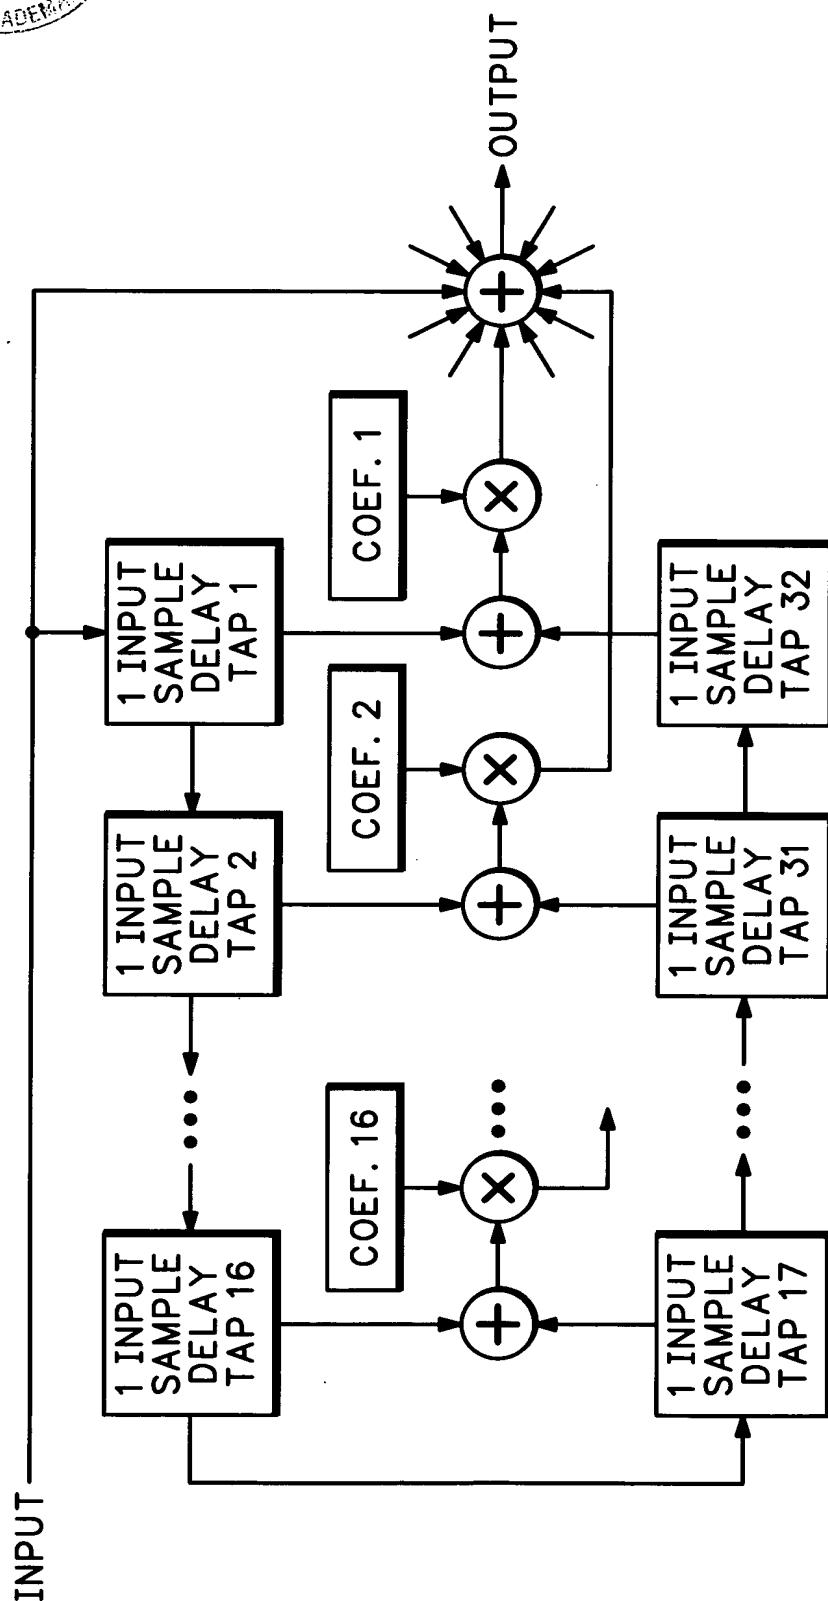 INPUT
1 INPUT
SAMPLE
DELAY
TAP 16
1 INPUT
SAMPLE
DELAY
TAP 2
1 INPUT
SAMPLE
DELAY
TAP 1
COEF. 16
COEF. 2
COEF. 1
OUTPUT
1 INPUT
SAMPLE
DELAY
TAP 17
1 INPUT
SAMPLE
DELAY
TAP 31
1 INPUT
SAMPLE
DELAY
TAP 32